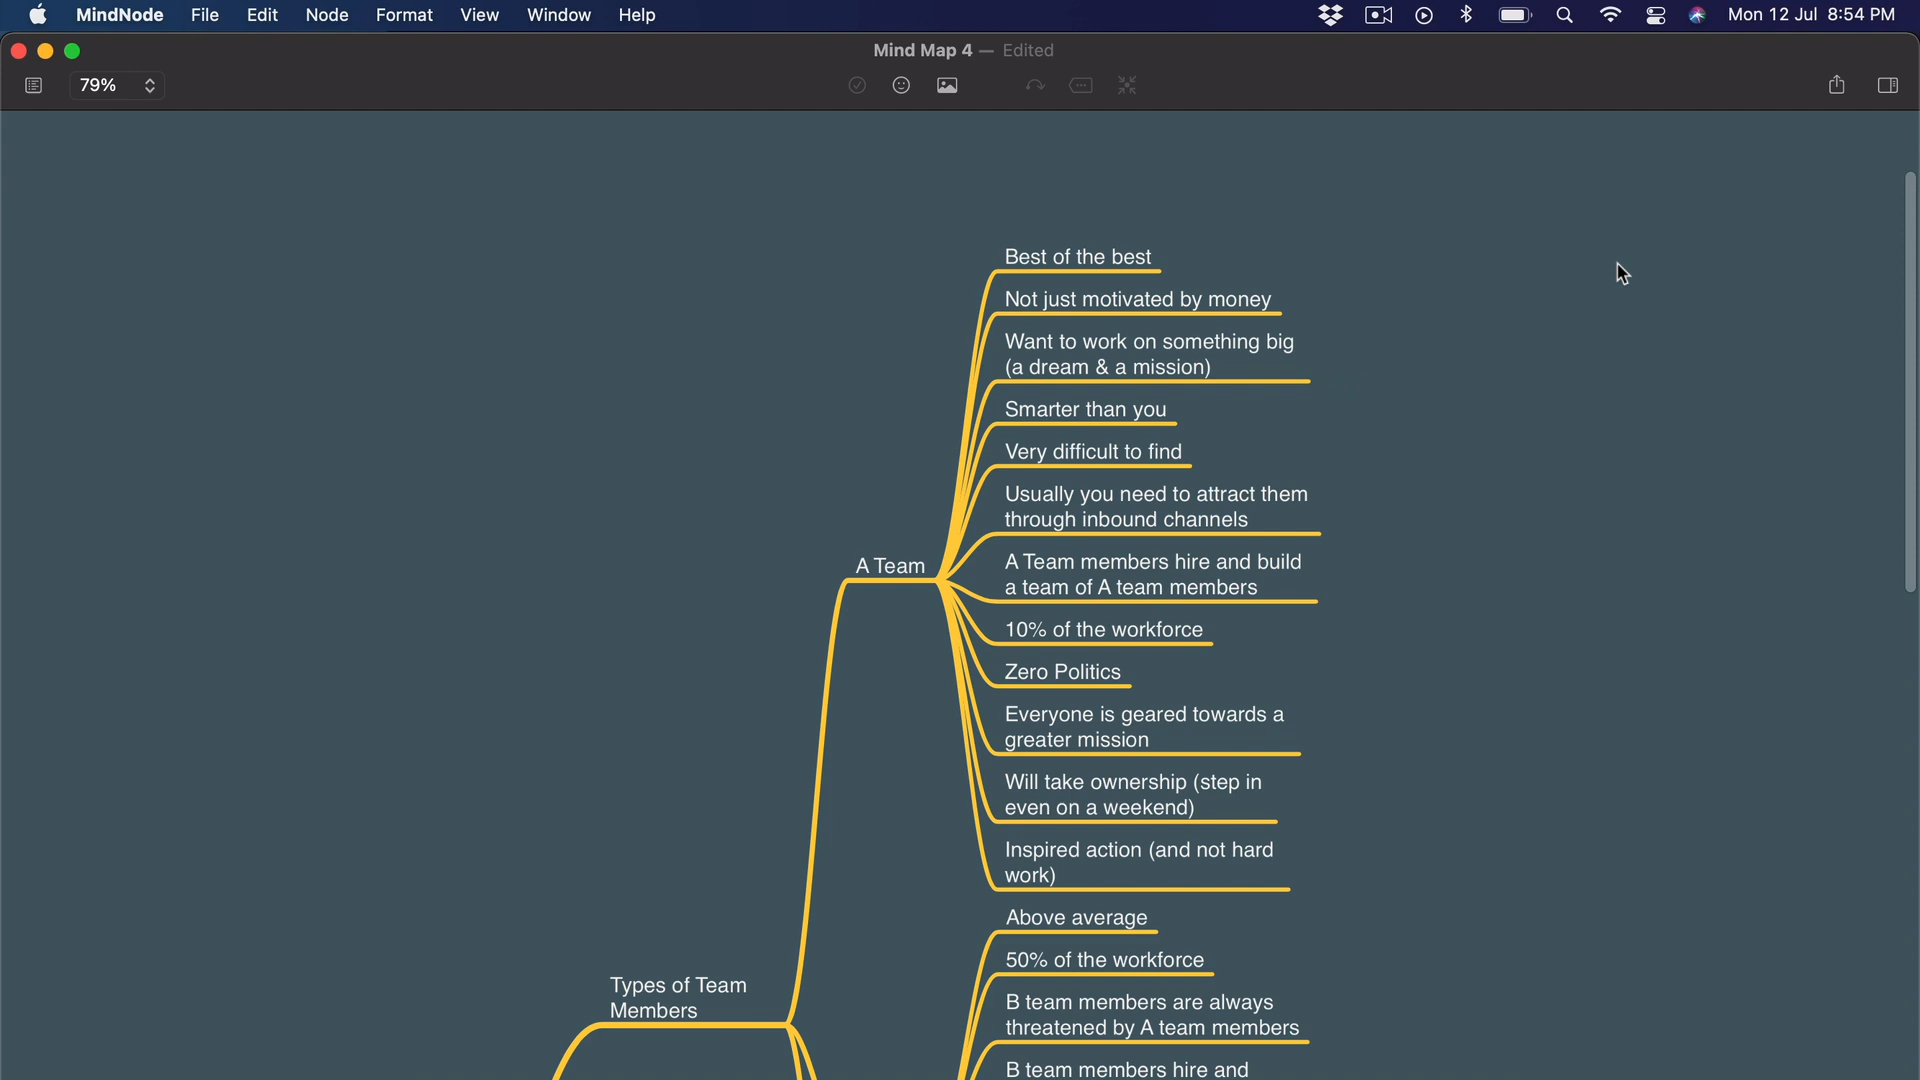 MindNode File Edit Node Format View Window Help Mon 12 Jul 8:54 PM
Mind Map 4 — Edited
79%
Best of the best
Not just motivated by money
Want to work on something big
(a dream & a mission)
Smarter than you
Very difficult to find
Usually you need to attract them
through inbound channels
A Team
A Team members hire and build
a team of A team members
10% of the workforce
Zero Politics
Everyone is geared towards a
greater mission
Will take ownership (step in
even on a weekend)
Inspired action (and not hard
work)
Types of Team
Members
Above average
50% of the workforce
B team members are always
threatened by A team members
B team members hire and